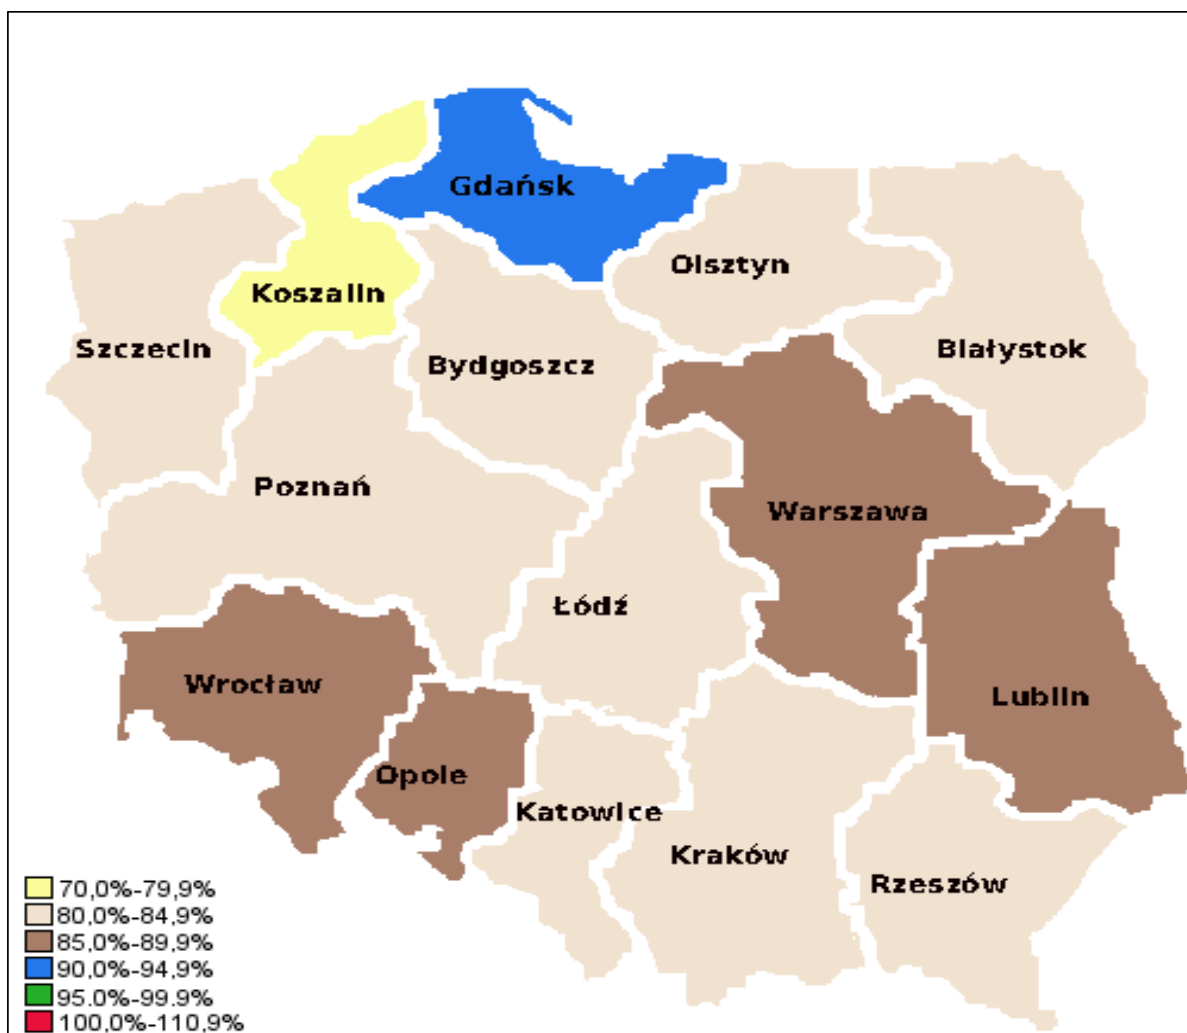 Gdańsk
Olsztyn
Koszalin
Szczecin
Bydgoszcz
Białystok
Poznań
Warszawa
Łódź
Wrocław
Lublin
Opole
Katowice
Kraków
Rzeszów
70,0%-79,9%
80,0%-84,9%
85,0%-89,9%
90,0%-94,9%
95.0%-99.9%
100,0%-110,9%